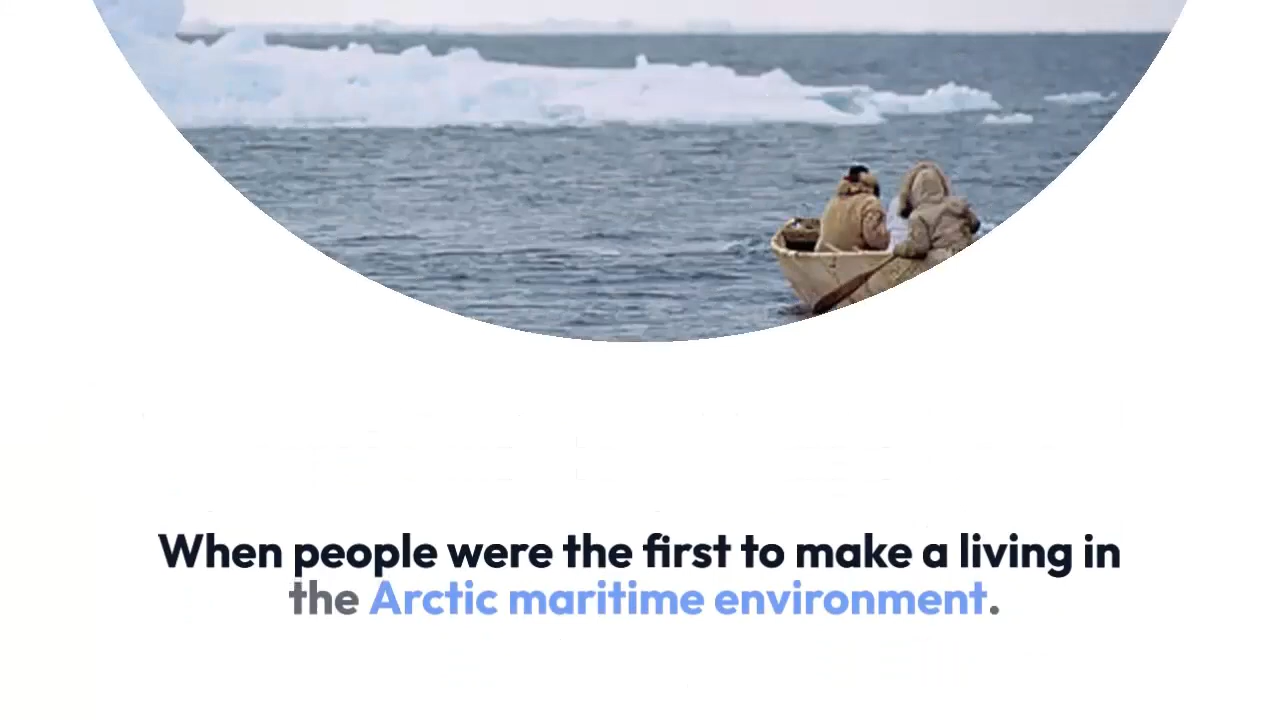 When people were the first to make a living in
the Arctic maritime environment.